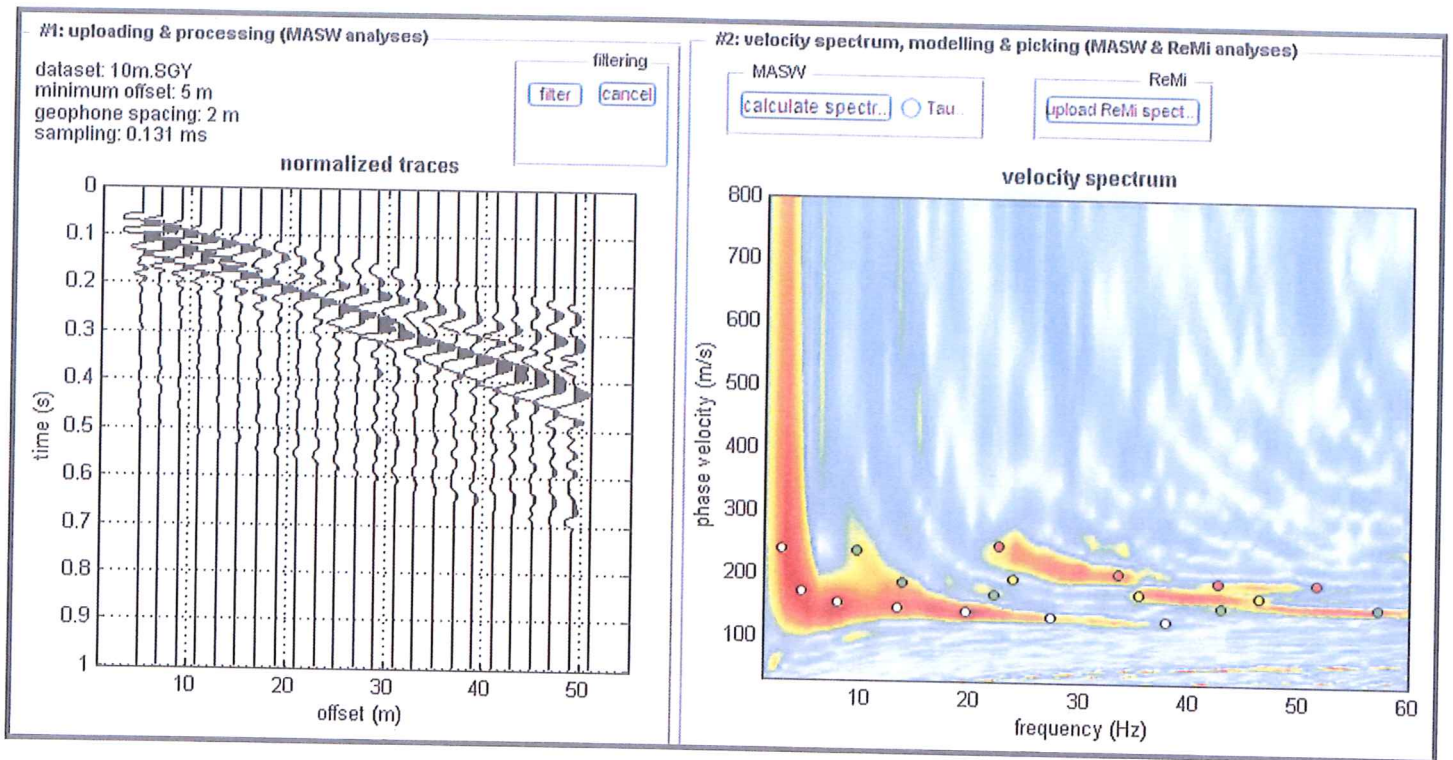 #1: uploading & processing (MASW analyses)
dataset: 10m.SGY
minimum offset: 5 m
geophone spacing: 2 m
sampling: 0.131 ms
filtering
filter
cancel
normalized traces
0
0.1
0.2
0.3
0.4
0.5
0.6
0.7
0.8
0.9
1
time (s)
10
20
30
40
50
offset (m)
#2: velocity spectrum, modelling & picking (MASW & ReMi analyses)
MASW
calculate spectr..
Tau..
ReMi
upload ReMi spect...
velocity spectrum
800
700
600
500
400
300
200
100
phase velocity (m/s)
10
20
30
40
50
60
frequency (Hz)